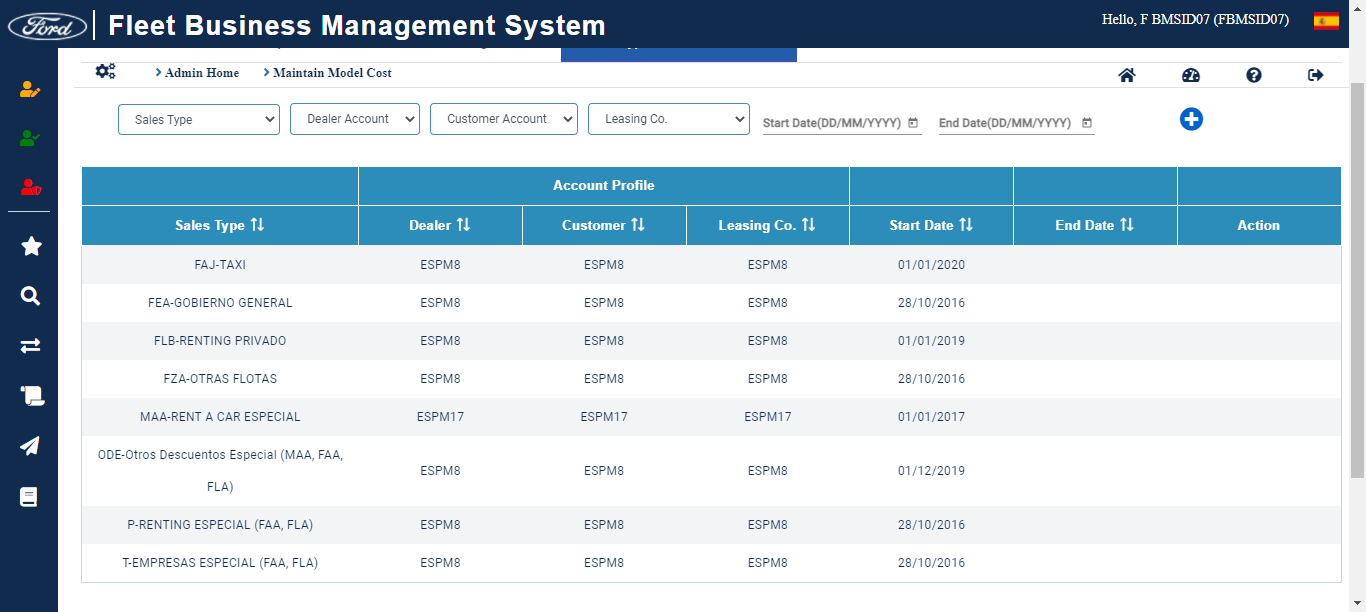 Ford
Fleet Business Management System
Hello, F BMSID07 (FBMSID07)
Admin Home
Maintain Model Cost
Sales Type
Dealer Account
Customer Account
Leasing Co.
Start Date(DD/MM/YYYY)
End Date(DD/MM/YYYY)
Account Profile
Sales Type Dealer Customer Leasing Co. Start Date End Date Action
FAJ-TAXI ESPM8 ESPM8 ESPM8 01/01/2020
FEA-GOBIERNO GENERAL ESPM8 ESPM8 ESPM8 28/10/2016
FLB-RENTING PRIVADO ESPM8 ESPM8 ESPM8 01/01/2019
FZA-OTRAS FLOTAS ESPM8 ESPM8 ESPM8 28/10/2016
MAA-RENT A CAR ESPECIAL ESPM17 ESPM17 ESPM17 01/01/2017
ODE-Otros Descuentos Especial (MAA, FAA,
FLA) ESPM8 ESPM8 ESPM8 01/12/2019
P-RENTING ESPECIAL (FAA, FLA) ESPM8 ESPM8 ESPM8 28/10/2016
T-EMPRESAS ESPECIAL (FAA, FLA) ESPM8 ESPM8 ESPM8 28/10/2016